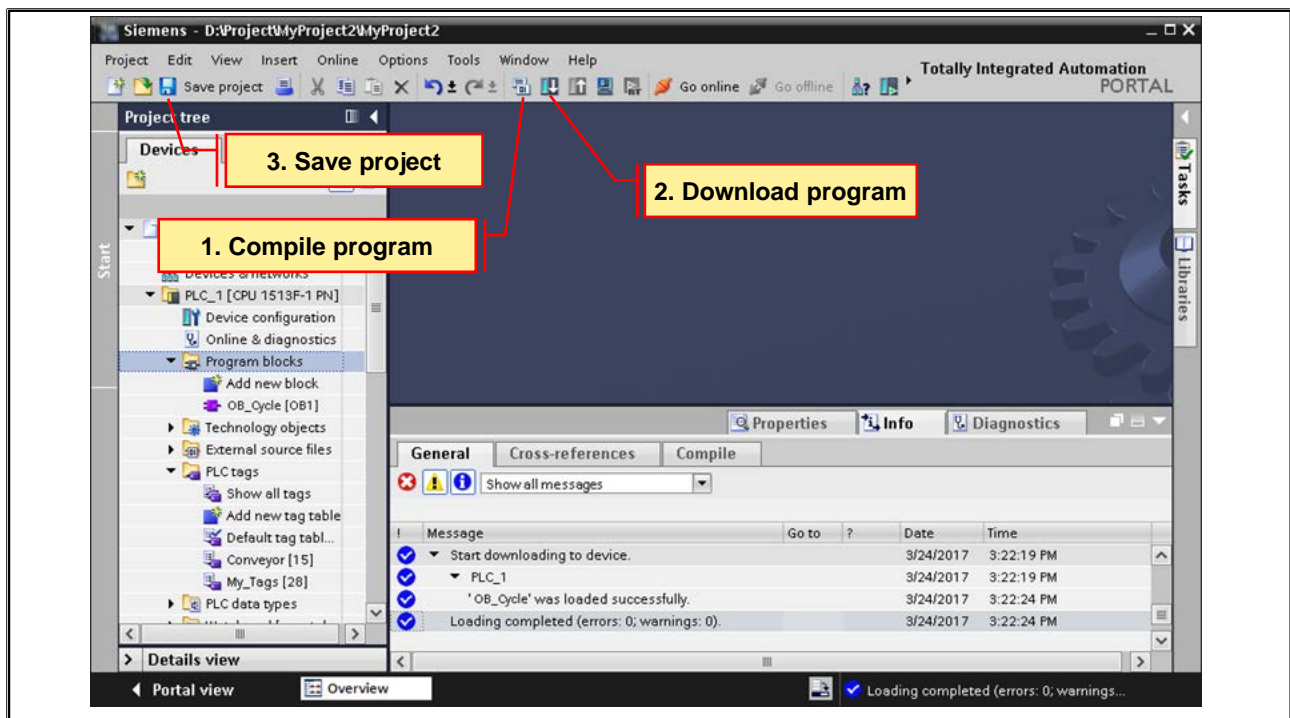 Siemens - D:\Project\MyProject2\MyProject2
Project Edit View Insert Online Options Tools Window Help
Totally Integrated Automation
PORTAL
Save project
Go online
Go offline
Project tree
Devices
3. Save project
2. Download program
1. Compile program
Start
Devices & networks
PLC_1 [CPU 1513F-1 PN]
Device configuration
Online & diagnostics
Program blocks
Add new block
OB_Cycle [OB1]
Technology objects
External source files
PLC tags
Show all tags
Add new tag table
Default tag tabl...
Conveyor [15]
My_Tags [28]
PLC data types
Details view
Tasks
Libraries
Properties Info Diagnostics
General Cross-references Compile
Show all messages
! Message Go to ? Date Time
Start downloading to device. 3/24/2017 3:22:19 PM
PLC_1 3/24/2017 3:22:19 PM
'OB_Cycle' was loaded successfully. 3/24/2017 3:22:24 PM
Loading completed (errors: 0; warnings: 0). 3/24/2017 3:22:24 PM
Portal view
Overview
Loading completed (errors: 0; warnings...